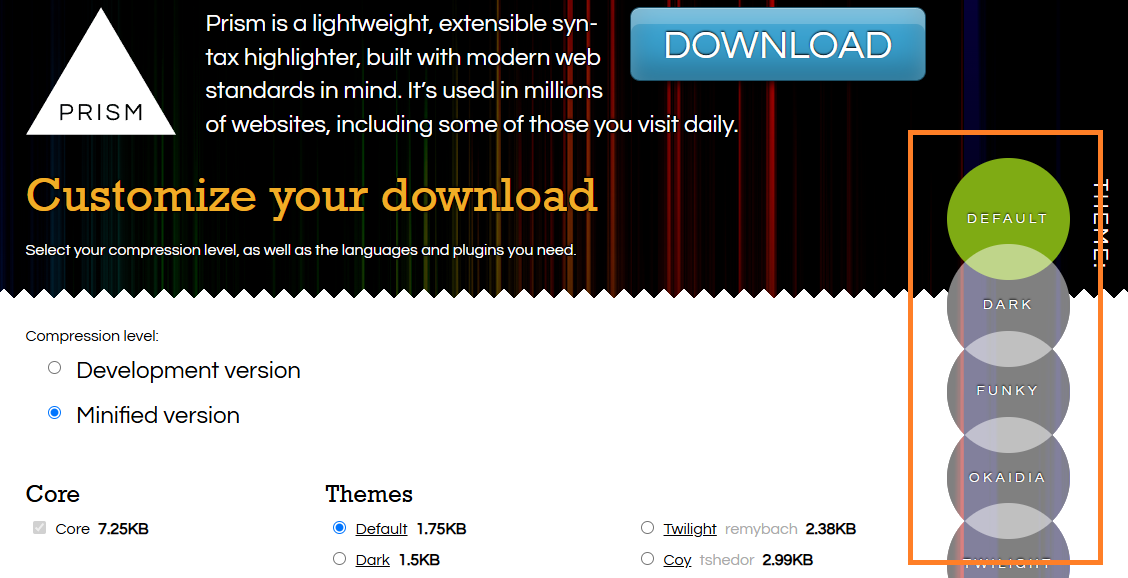 PRISM
Prism is a lightweight, extensible syn-
tax highlighter, built with modern web
standards in mind. It’s used in millions
of websites, including some of those you visit daily.
DOWNLOAD
Customize your download
Select your compression level, as well as the languages and plugins you need.
THEME:
DEFAULT
DARK
FUNKY
OKAIDIA
TWILIGHT
Compression level:
Development version
Minified version
Core
Core 7.25KB
Themes
Default 1.75KB
Dark 1.5KB
Twilight remybach 2.38KB
Coy tshedor 2.99KB